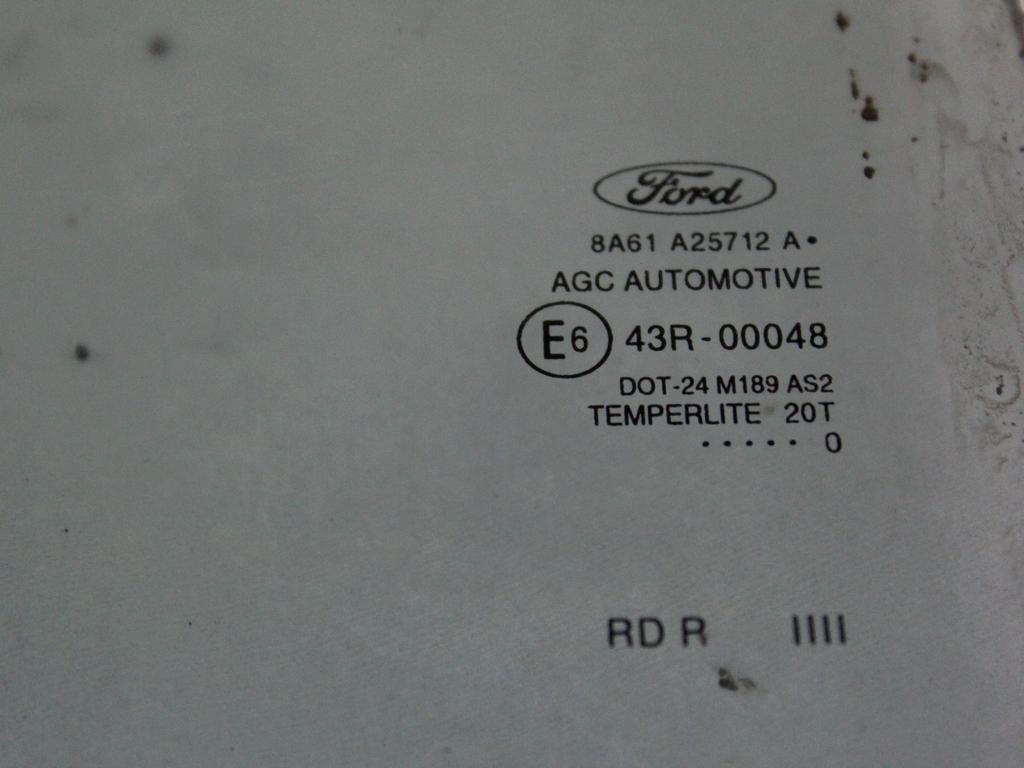 Ford
8A61 A25712 A •
AGC AUTOMOTIVE
E6 43R-00048
DOT-24 M189 AS2
TEMPERLITE 20T
• • • • • 0
RD R IIII